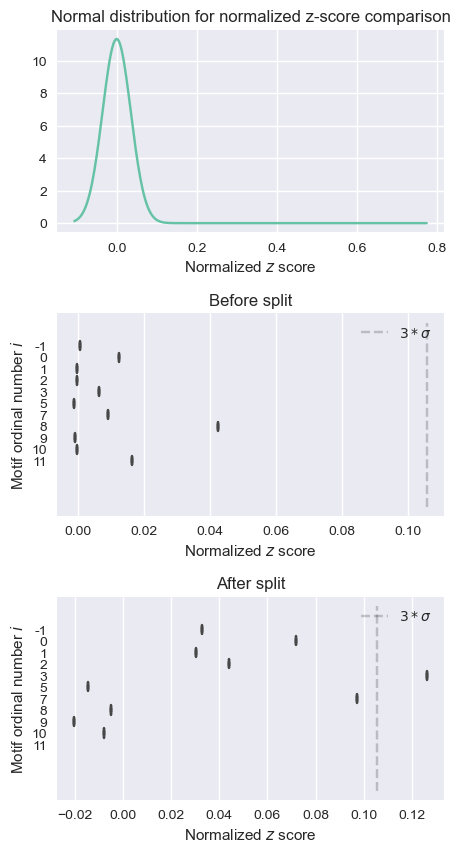 Normal distribution for normalized z-score comparison
10
8
6
4
2
0
0.0 0.2 0.4 0.6 0.8
Normalized z score
Before split
3 * σ
Motif ordinal number i
-1
0
1
2
3
5
7
8
9
10
11
0.00 0.02 0.04 0.06 0.08 0.10
Normalized z score
After split
3 * σ
Motif ordinal number i
-1
0
1
2
3
5
7
8
9
10
11
−0.02 0.00 0.02 0.04 0.06 0.08 0.10 0.12
Normalized z score